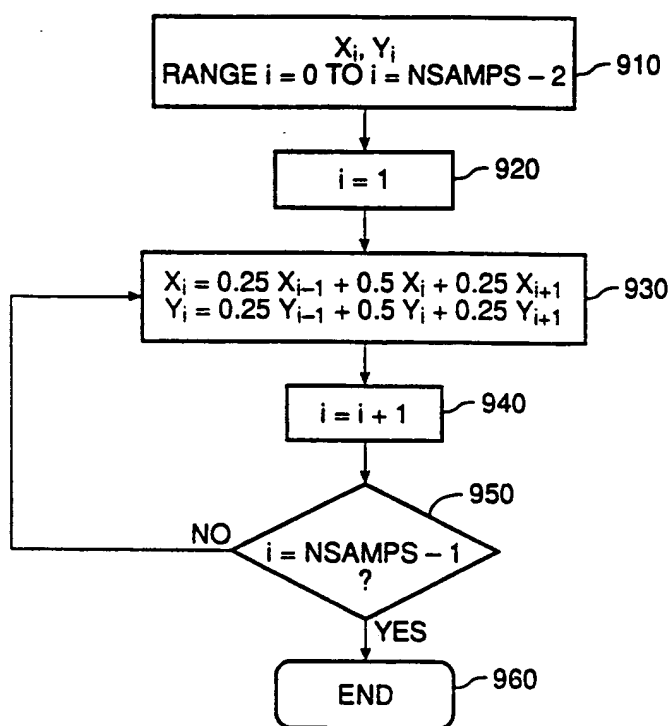 Xᵢ, Yᵢ
RANGE i = 0 TO i = NSAMPS – 2
910
i = 1
920
Xᵢ = 0.25 Xᵢ₋₁ + 0.5 Xᵢ + 0.25 Xᵢ₊₁
Yᵢ = 0.25 Yᵢ₋₁ + 0.5 Yᵢ + 0.25 Yᵢ₊₁
930
i = i + 1
940
950
NO
i = NSAMPS – 1
?
YES
END
960